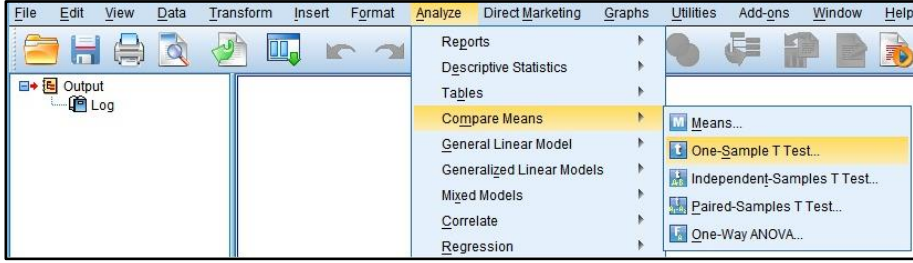 File Edit View Data Transform Insert Format Analyze Direct Marketing Graphs Utilities Add-ons Window Help
Output
Log
Reports
Descriptive Statistics
Tables
Compare Means
General Linear Model
Generalized Linear Models
Mixed Models
Correlate
Regression
Means...
One-Sample T Test...
Independent-Samples T Test...
Paired-Samples T Test...
One-Way ANOVA...